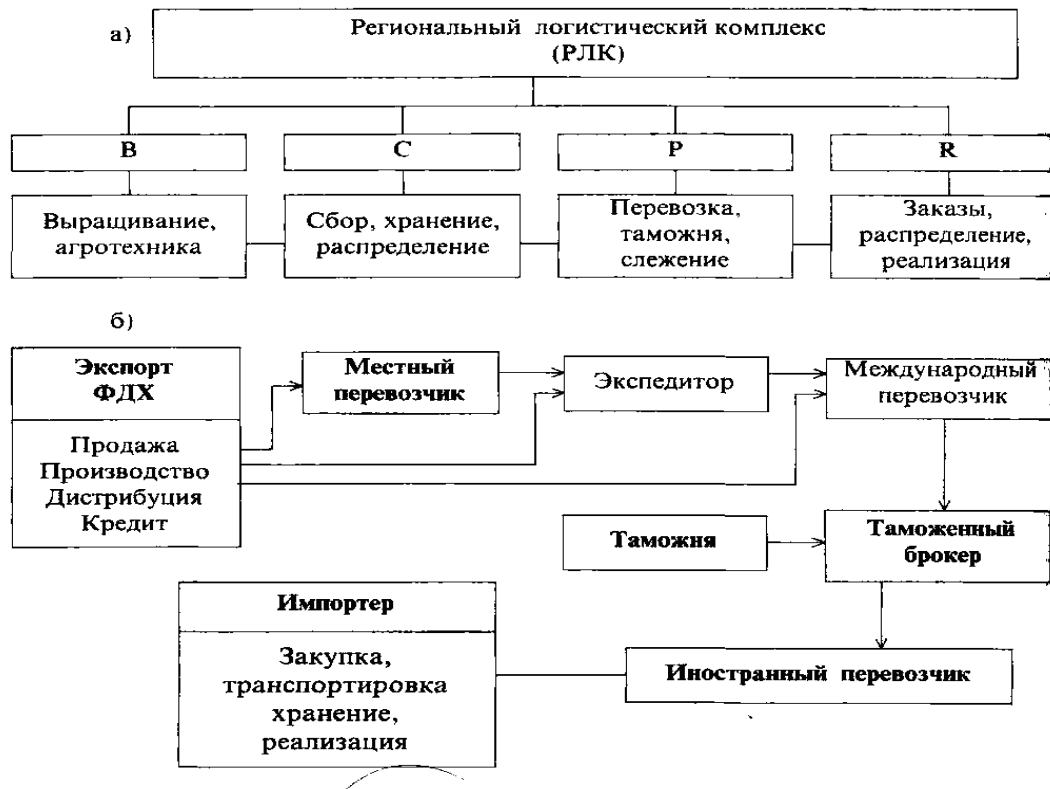 а)
Региональный логистический комплекс
(РЛК)
В
С
Р
R
Выращивание,
агротехника
Сбор, хранение,
распределение
Перевозка,
таможня,
слежение
Заказы,
распределение,
реализация
б)
Экспорт
ФДХ
Продажа
Производство
Дистрибуция
Кредит
Местный
перевозчик
Экспедитор
Международный
перевозчик
Таможня
Таможенный
брокер
Импортер
Закупка,
транспортировка
хранение,
реализация
Иностранный перевозчик